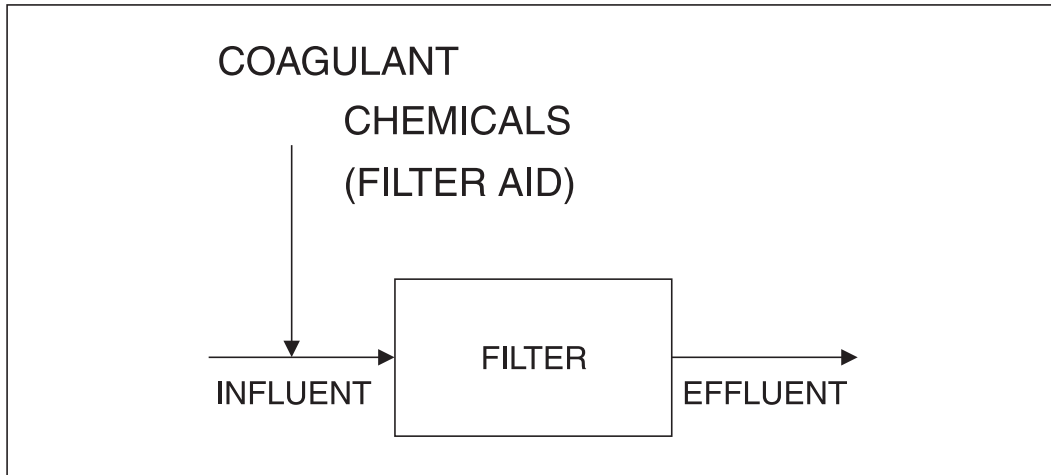 COAGULANT
CHEMICALS
(FILTER AID)
FILTER
INFLUENT
EFFLUENT